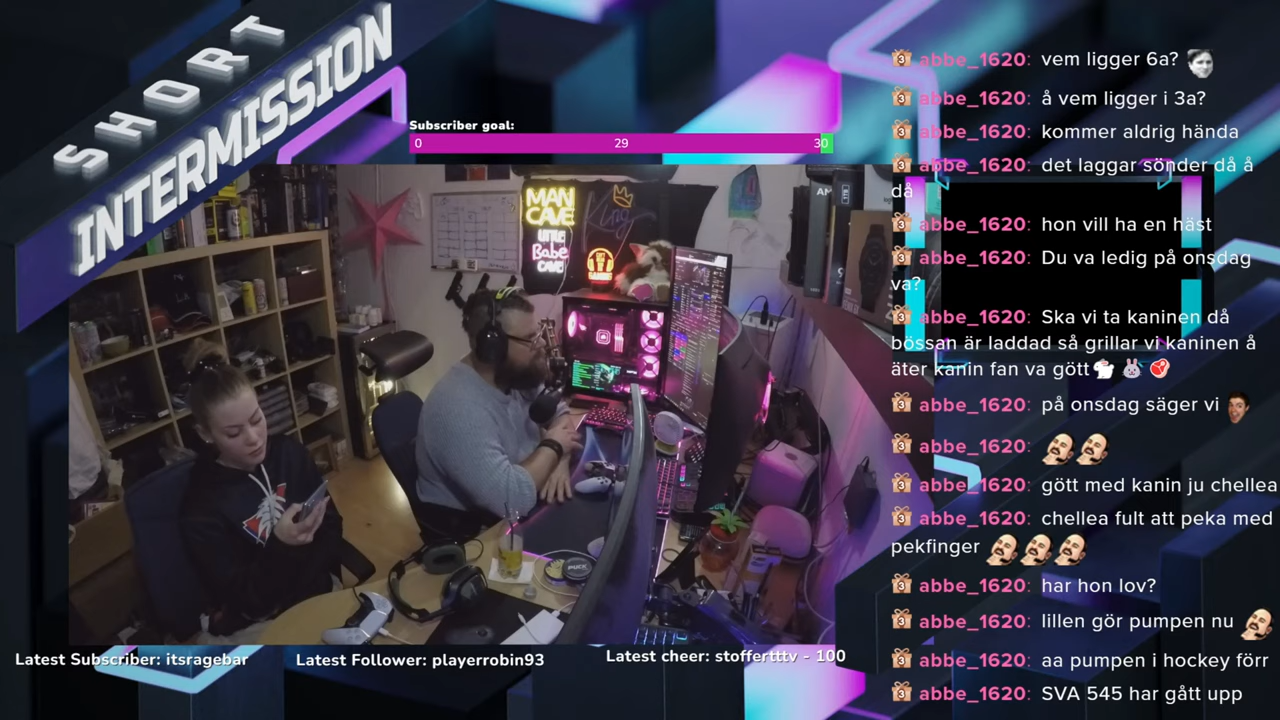 SHORT
INTERMISSION
Subscriber goal:
0 29 30
MAN
CAVE
LITTLE
Babe
CAVE
King
PUCK
abbe_1620: vem ligger 6a?
abbe_1620: å vem ligger i 3a?
abbe_1620: kommer aldrig hända
abbe_1620: det laggar sönder då å
då
abbe_1620: hon vill ha en häst
abbe_1620: Du va ledig på onsdag
va?
abbe_1620: Ska vi ta kaninen då
bössan är laddad så grillar vi kaninen å
äter kanin fan va gött
abbe_1620: på onsdag säger vi
abbe_1620:
abbe_1620: gött med kanin ju chellea
abbe_1620: chellea fult att peka med
pekfinger
abbe_1620: har hon lov?
abbe_1620: lillen gör pumpen nu
abbe_1620: aa pumpen i hockey förr
abbe_1620: SVA 545 har gått upp
Latest Subscriber: itsragebar
Latest Follower: playerrobin93
Latest cheer: stoffertttv - 100